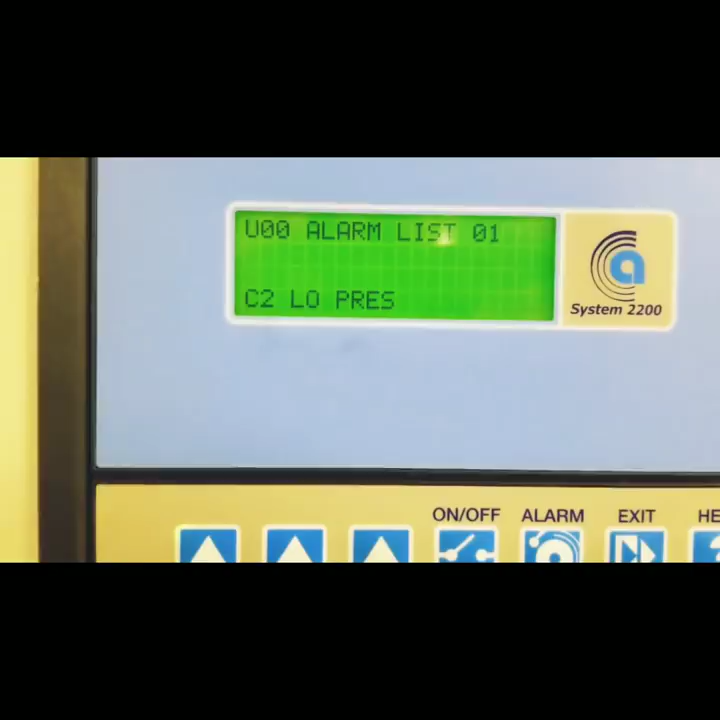 U00 ALARM LIST 01
C2 LO PRES
a
System 2200
ON/OFF ALARM EXIT